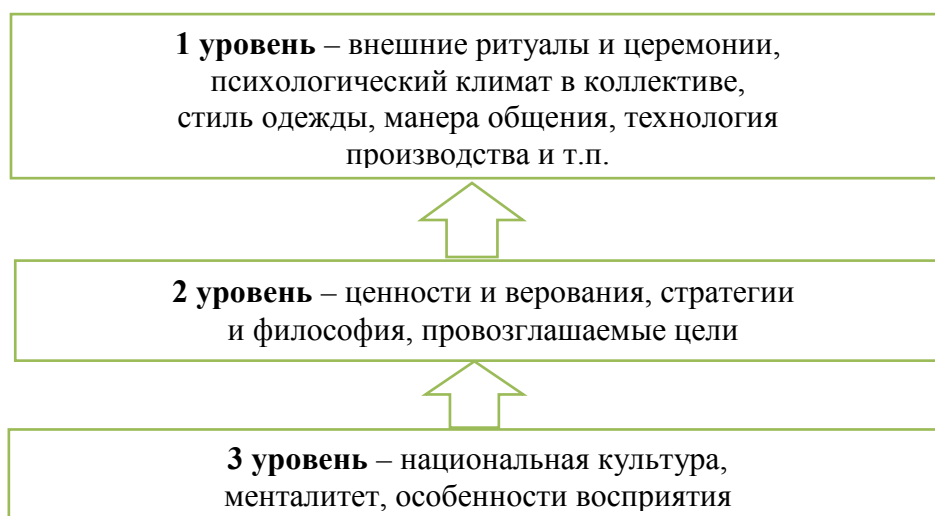 1 уровень – внешние ритуалы и церемонии,
психологический климат в коллективе,
стиль одежды, манера общения, технология
производства и т.п.
2 уровень – ценности и верования, стратегии
и философия, провозглашаемые цели
3 уровень – национальная культура,
менталитет, особенности восприятия